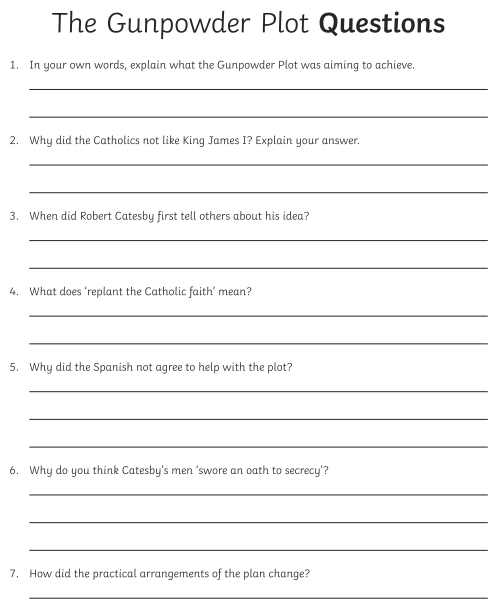 The Gunpowder Plot Questions
1. In your own words, explain what the Gunpowder Plot was aiming to achieve.
2. Why did the Catholics not like King James I? Explain your answer.
3. When did Robert Catesby first tell others about his idea?
4. What does ‘replant the Catholic faith’ mean?
5. Why did the Spanish not agree to help with the plot?
6. Why do you think Catesby’s men ‘swore an oath to secrecy’?
7. How did the practical arrangements of the plan change?